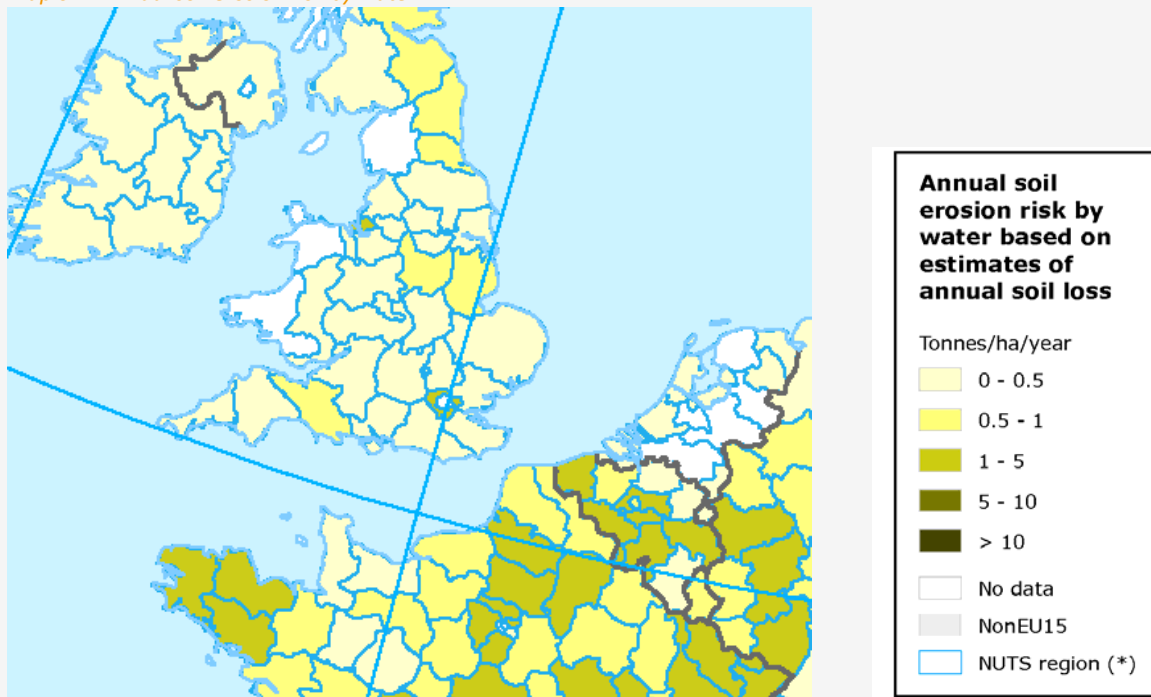 Annual soil
erosion risk by
water based on
estimates of
annual soil loss
Tonnes/ha/year
0 - 0.5
0.5 - 1
1 - 5
5 - 10
> 10
No data
NonEU15
NUTS region (*)